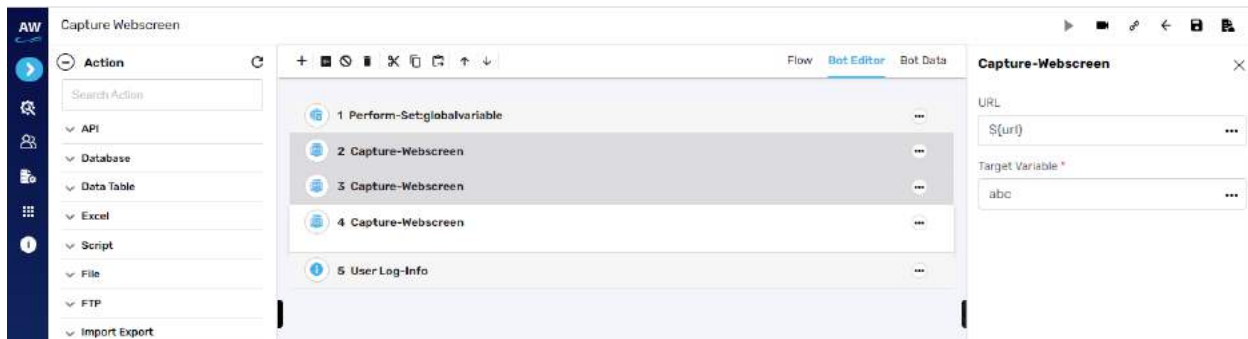 AW
Capture Webscreen
Action
Search Action
API
Database
Data Table
Excel
Script
File
FTP
Import Export
Flow Bot Editor Bot Data
1 Perform-Set:globalvariable
2 Capture-Webscreen
3 Capture-Webscreen
4 Capture-Webscreen
5 User Log-Info
Capture-Webscreen
URL
${url}
Target Variable *
abc